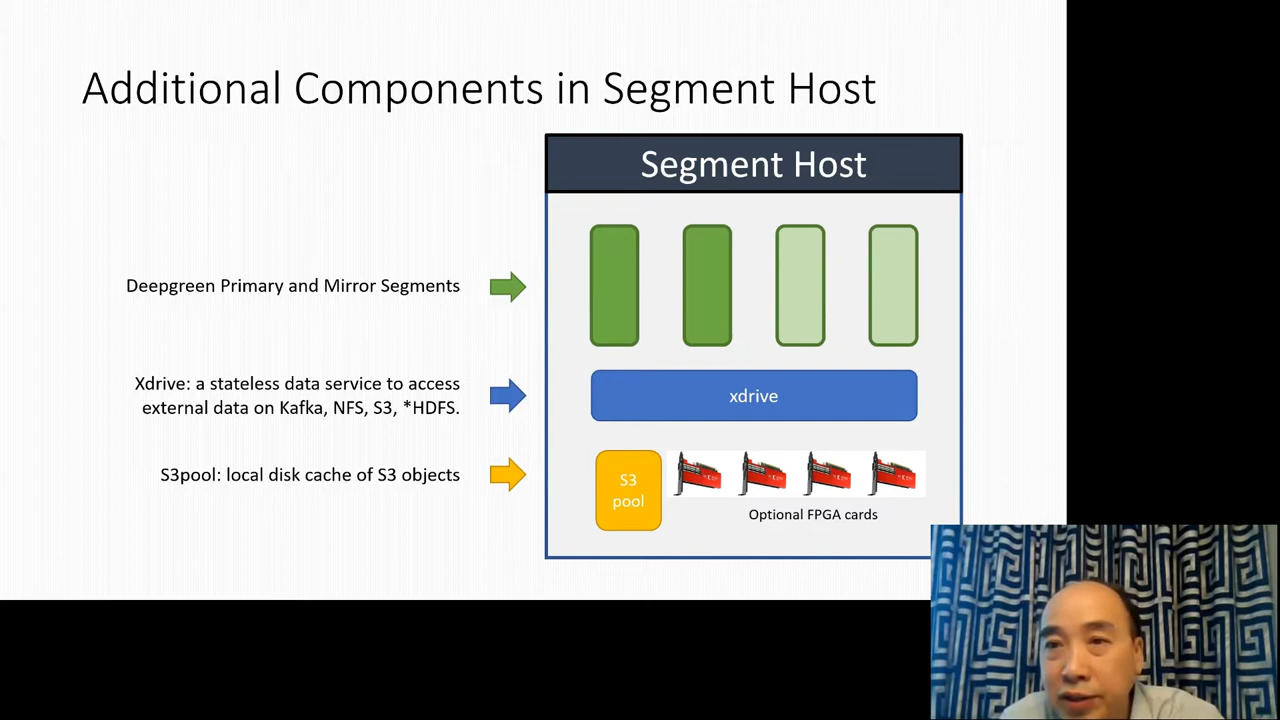 Additional Components in Segment Host
Segment Host
Deepgreen Primary and Mirror Segments
Xdrive: a stateless data service to access
external data on Kafka, NFS, S3, *HDFS.
xdrive
S3pool: local disk cache of S3 objects
S3
pool
Optional FPGA cards